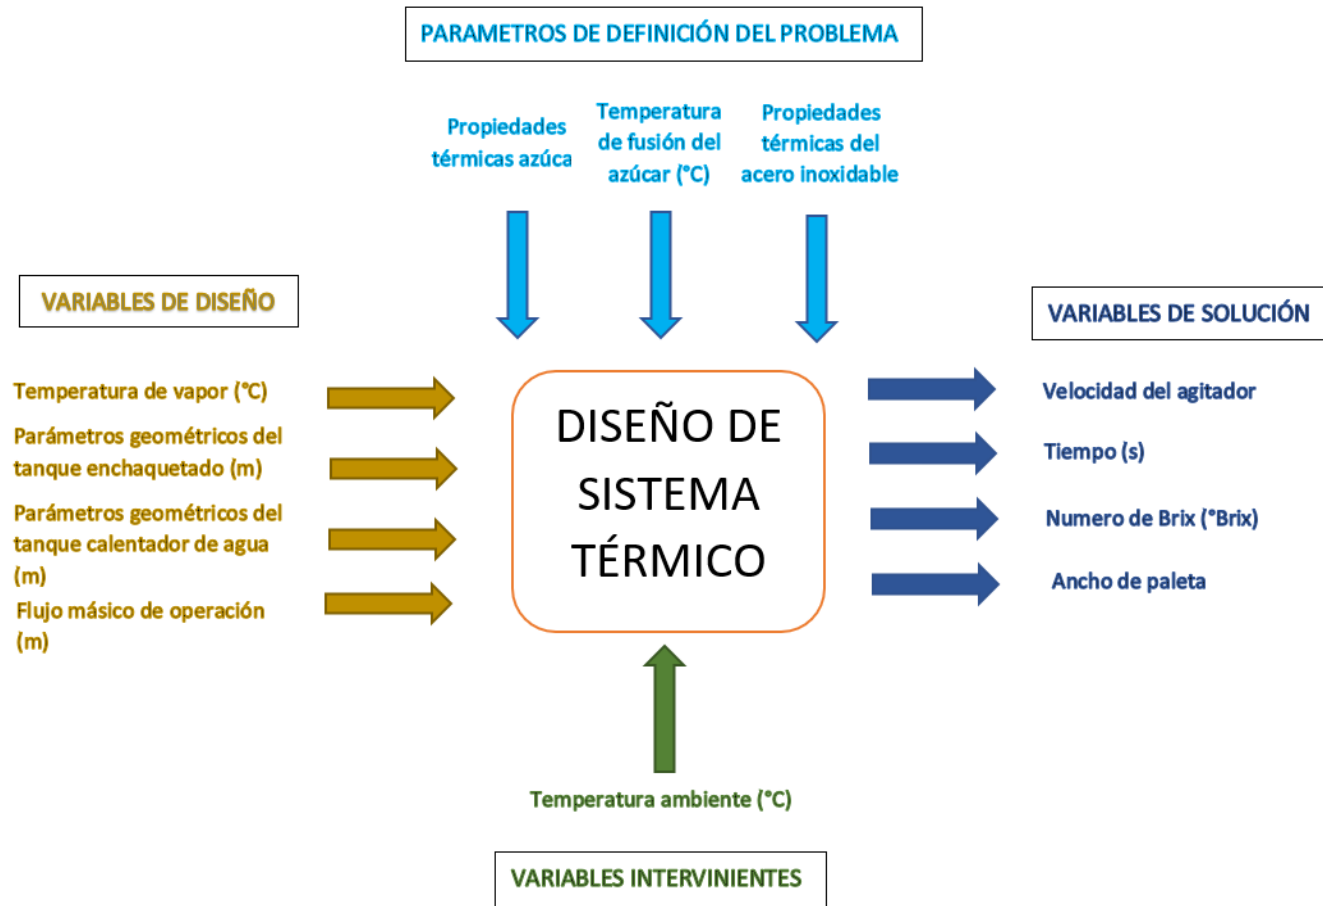 PARAMETROS DE DEFINICIÓN DEL PROBLEMA
Propiedades
térmicas azúca
Temperatura
de fusión del
azúcar (°C)
Propiedades
térmicas del
acero inoxidable
VARIABLES DE DISEÑO
Temperatura de vapor (°C)
Parámetros geométricos del
tanque enchaquetado (m)
Parámetros geométricos del
tanque calentador de agua
(m)
Flujo másico de operación
(m)
DISEÑO DE
SISTEMA
TÉRMICO
VARIABLES DE SOLUCIÓN
Velocidad del agitador
Tiempo (s)
Numero de Brix (°Brix)
Ancho de paleta
Temperatura ambiente (°C)
VARIABLES INTERVINIENTES